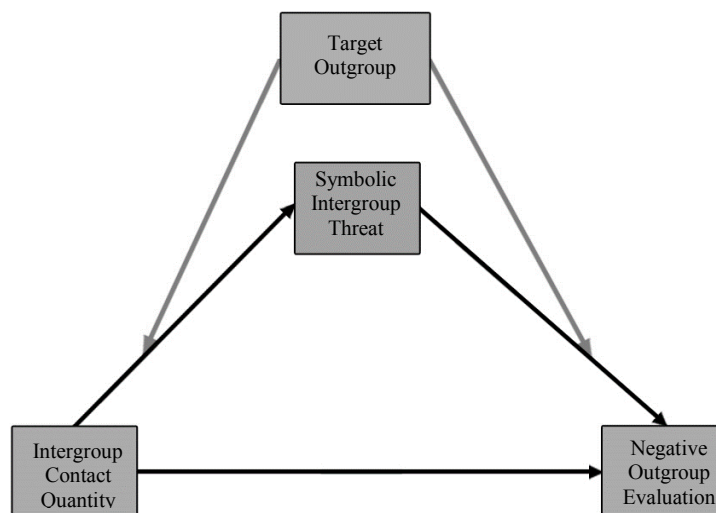 Target
Outgroup
Symbolic
Intergroup
Threat
Intergroup
Contact
Quantity
Negative
Outgroup
Evaluation